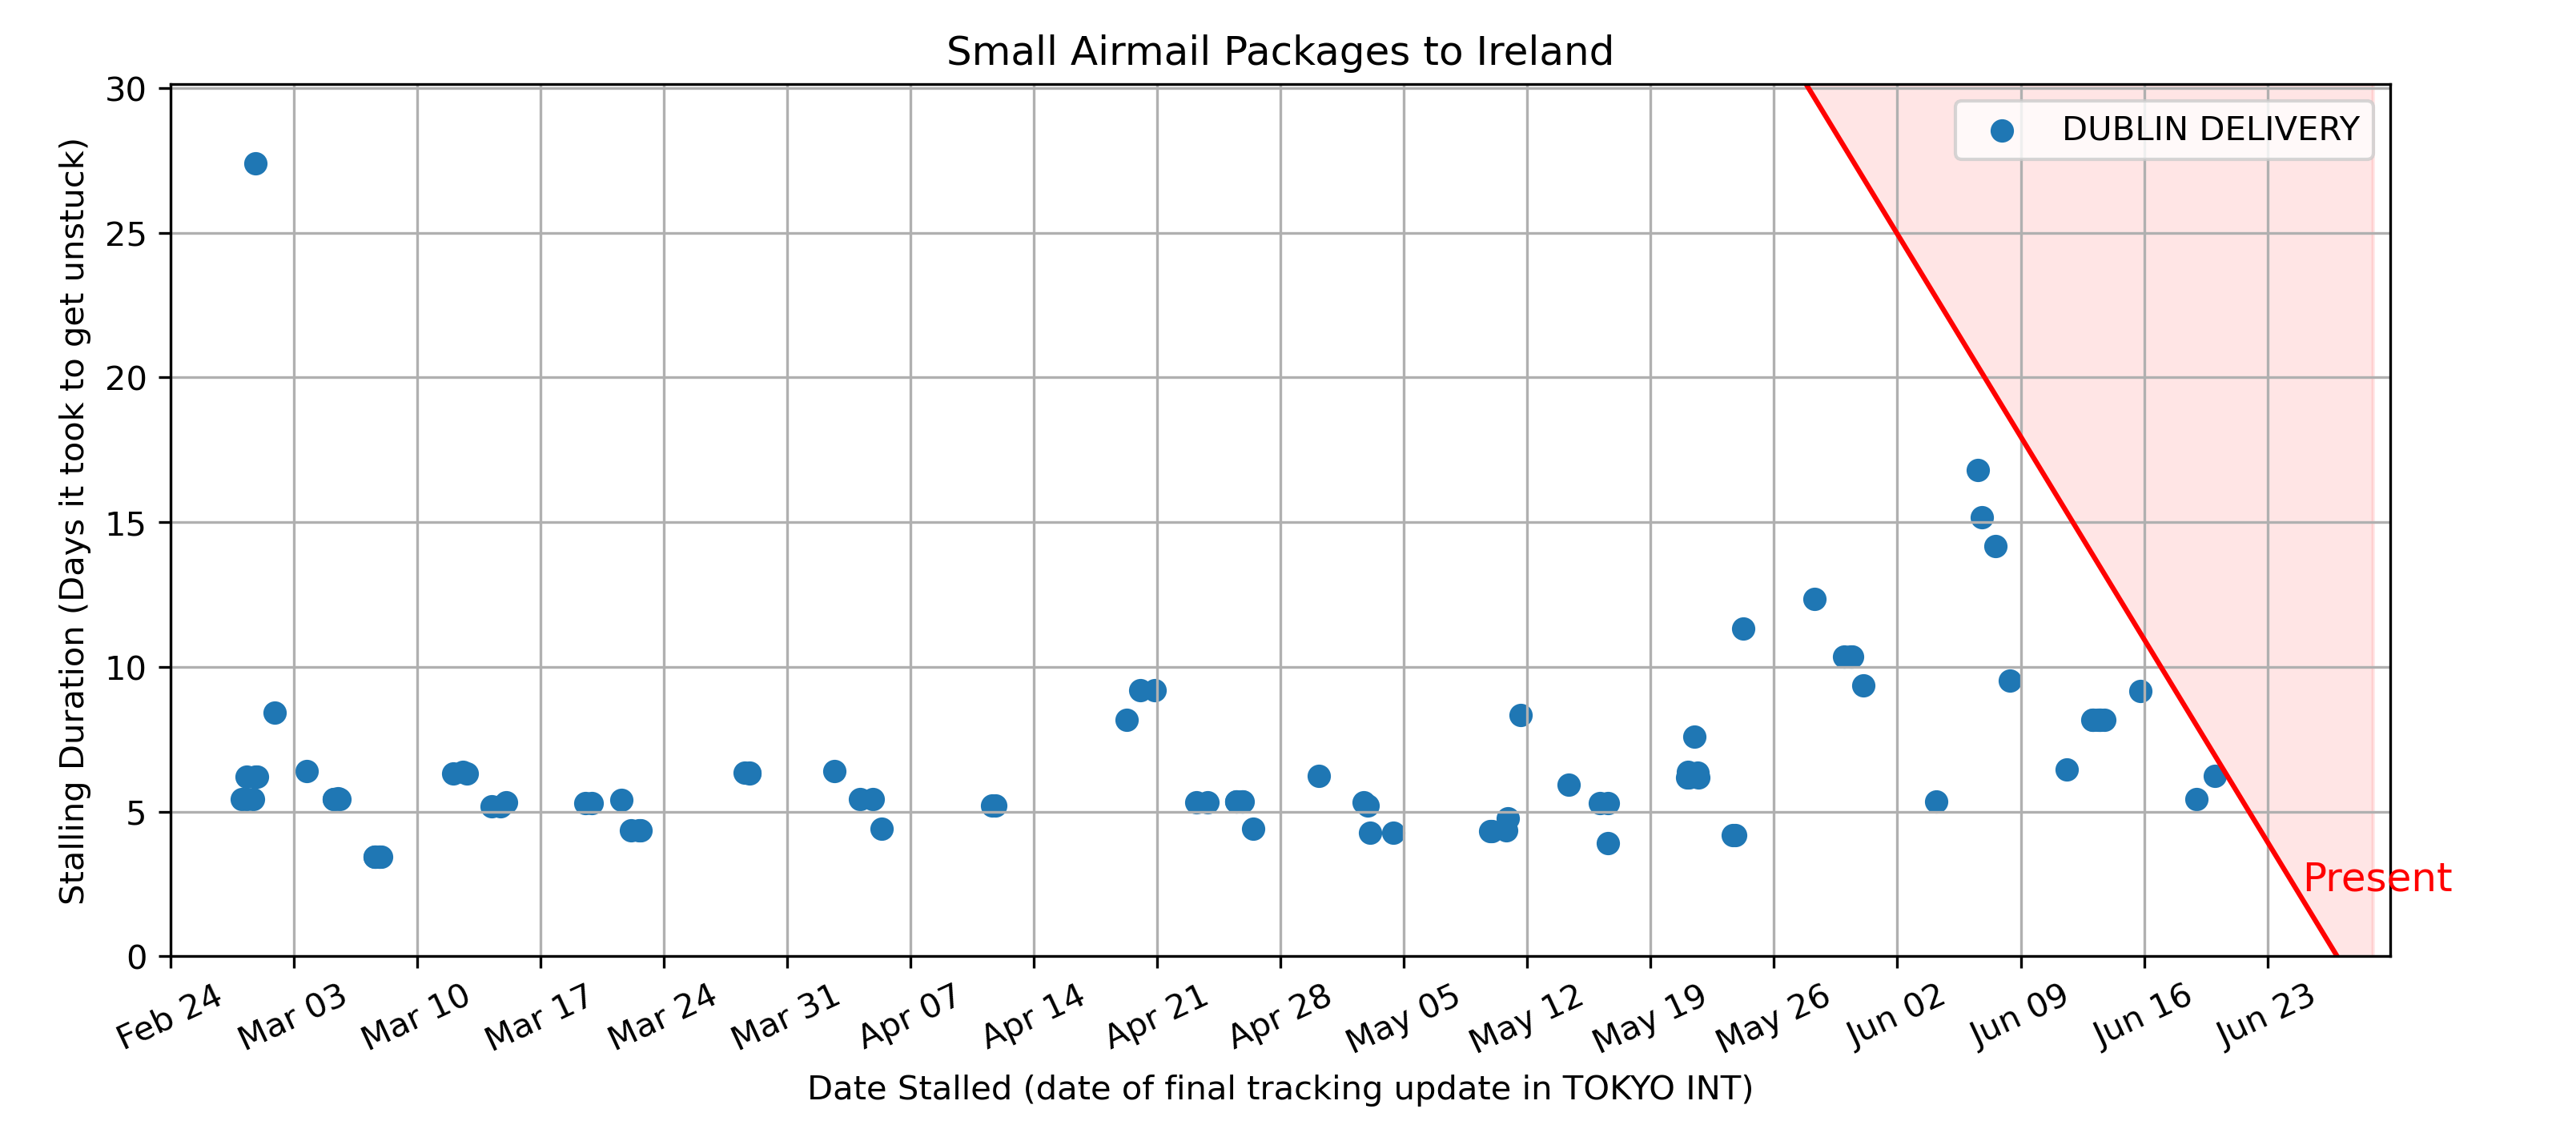 Small Airmail Packages to Ireland
Stalling Duration (Days it took to get unstuck)
30
25
20
15
10
5
0
DUBLIN DELIVERY
Present
Feb 24
Mar 03
Mar 10
Mar 17
Mar 24
Mar 31
Apr 07
Apr 14
Apr 21
Apr 28
May 05
May 12
May 19
May 26
Jun 02
Jun 09
Jun 16
Jun 23
Date Stalled (date of final tracking update in TOKYO INT)